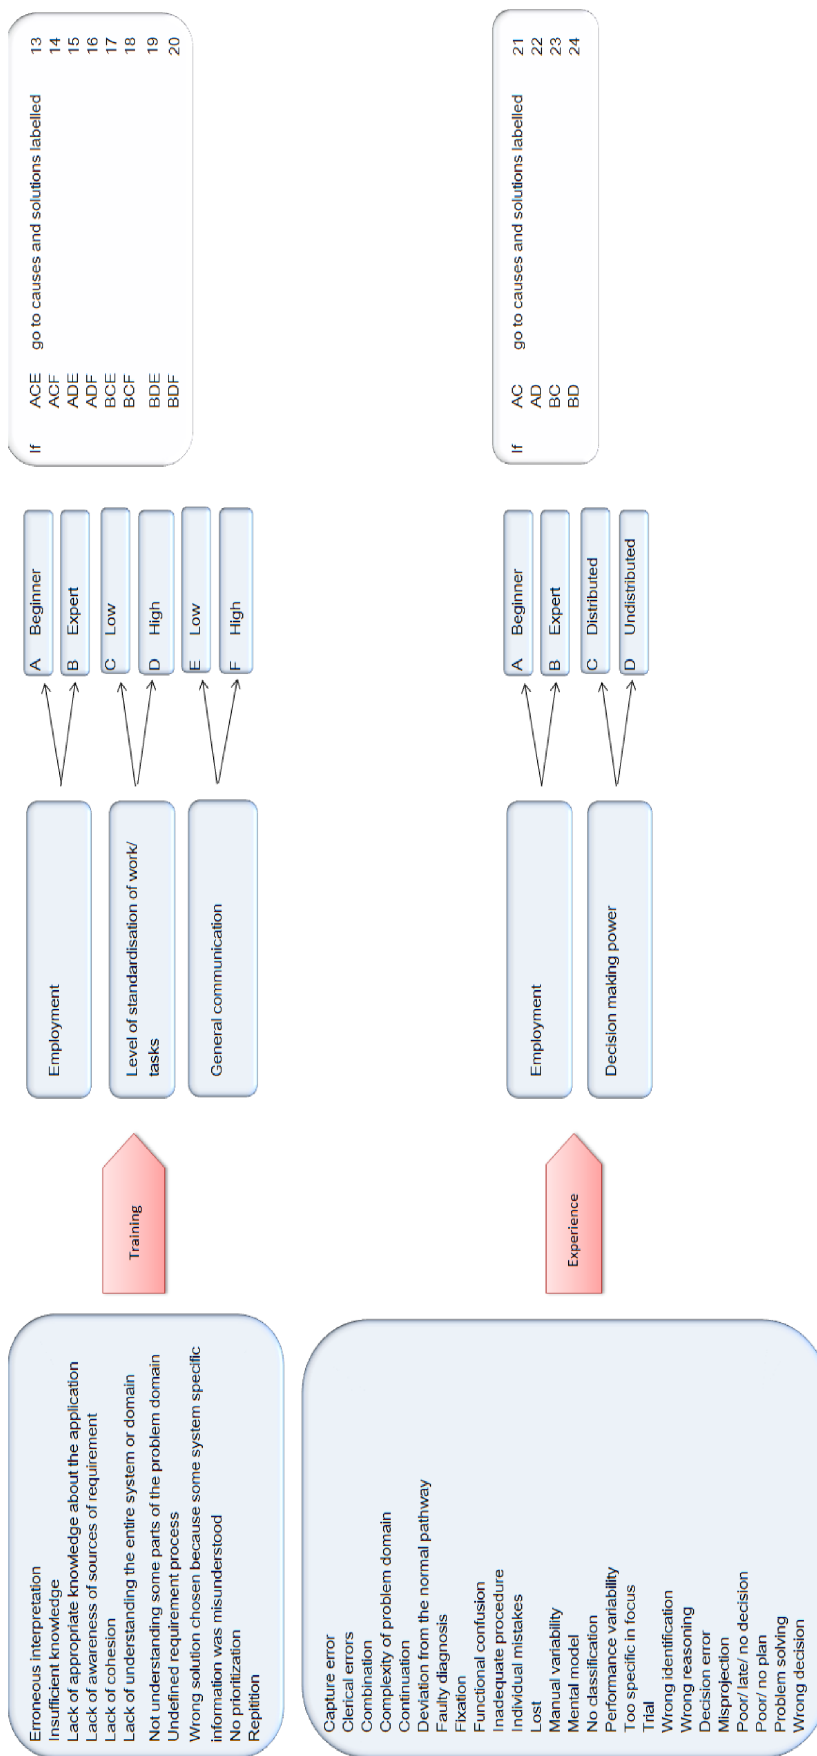 Erroneous interpretation
Insufficient knowledge
Lack of appropriate knowledge about the application
Lack of awareness of sources of requirement
Lack of cohesion
Lack of understanding the entire system or domain
Not understanding some parts of the problem domain
Undefined requirement process
Wrong solution chosen because some system specific
information was misunderstood
No prioritization
Reptition
Training
Employment
Level of standardisation of work/
tasks
General communication
A Beginner
B Expert
C Low
D High
E Low
F High
If ACE go to causes and solutions labelled 13
ACF 14
ADE 15
ADF 16
BCE 17
BCF 18
BDE 19
BDF 20
Capture error
Clerical errors
Combination
Complexity of problem domain
Continuation
Deviation from the normal pathway
Faulty diagnosis
Fixation
Functional confusion
Inadequate procedure
Individual mistakes
Lost
Manual variability
Mental model
No classification
Performance variability
Too specific in focus
Trial
Wrong identification
Wrong reasoning
Decision error
Misprojection
Poor/ late/ no decision
Poor/ no plan
Problem solving
Wrong decision
Experience
Employment
Decision making power
A Beginner
B Expert
C Distributed
D Undistributed
If AC go to causes and solutions labelled 21
AD 22
BC 23
BD 24